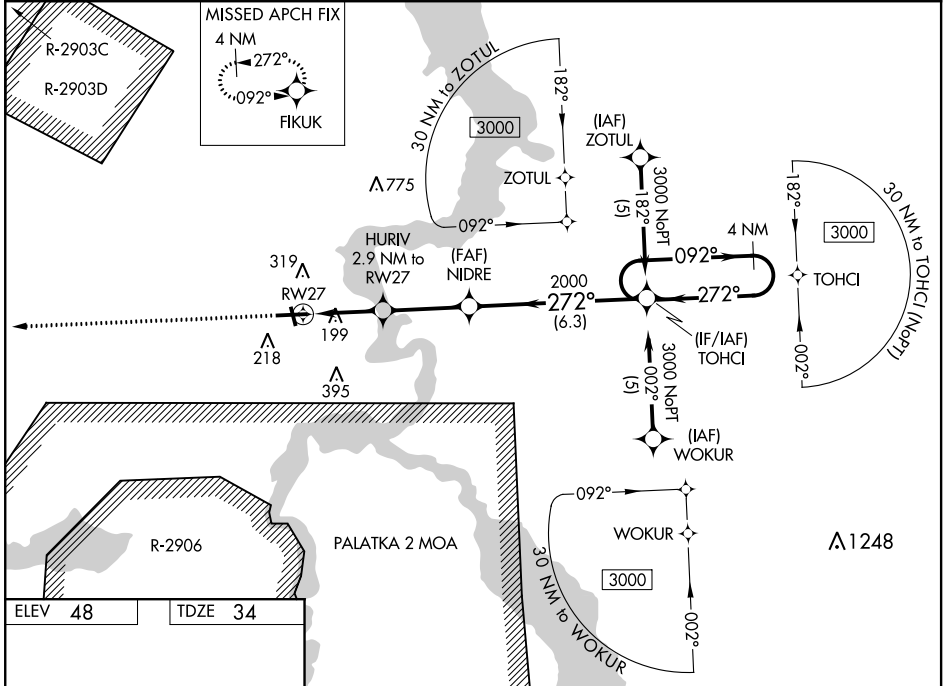 R-2903C
R-2903D
MISSED APCH FIX
4 NM
272°
092°
FIKUK
30 NM to ZOTUL
3000
182°
ZOTUL
092°
775
(IAF)
ZOTUL
3000 NoPT
182°
(5)
4 NM
092°
272°
182°
3000
TOHCI
002°
30 NM to TOHCI (NoPT)
HURIV
2.9 NM to
RW27
(FAF)
NIDRE
2000
272°
(6.3)
(IF/IAF)
TOHCI
319
RW27
199
218
395
3000 NoPT
002°
(5)
(IAF)
WOKUR
092°
WOKUR
3000
002°
30 NM to WOKUR
1248
R-2906
PALATKA 2 MOA
ELEV 48
TDZE 34